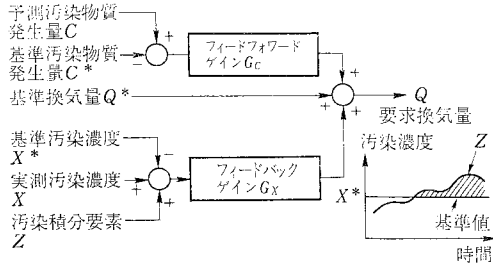 予測汚染物質
発生量C
基準汚染物質
発生量C*
フィードフォワード
ゲインGC
基準換気量Q*
Q
要求換気量
基準汚染濃度
X*
実測汚染濃度
X
汚染積分要素
Z
フィードバック
ゲインGX
汚染濃度
Z
X*
基準値
時間